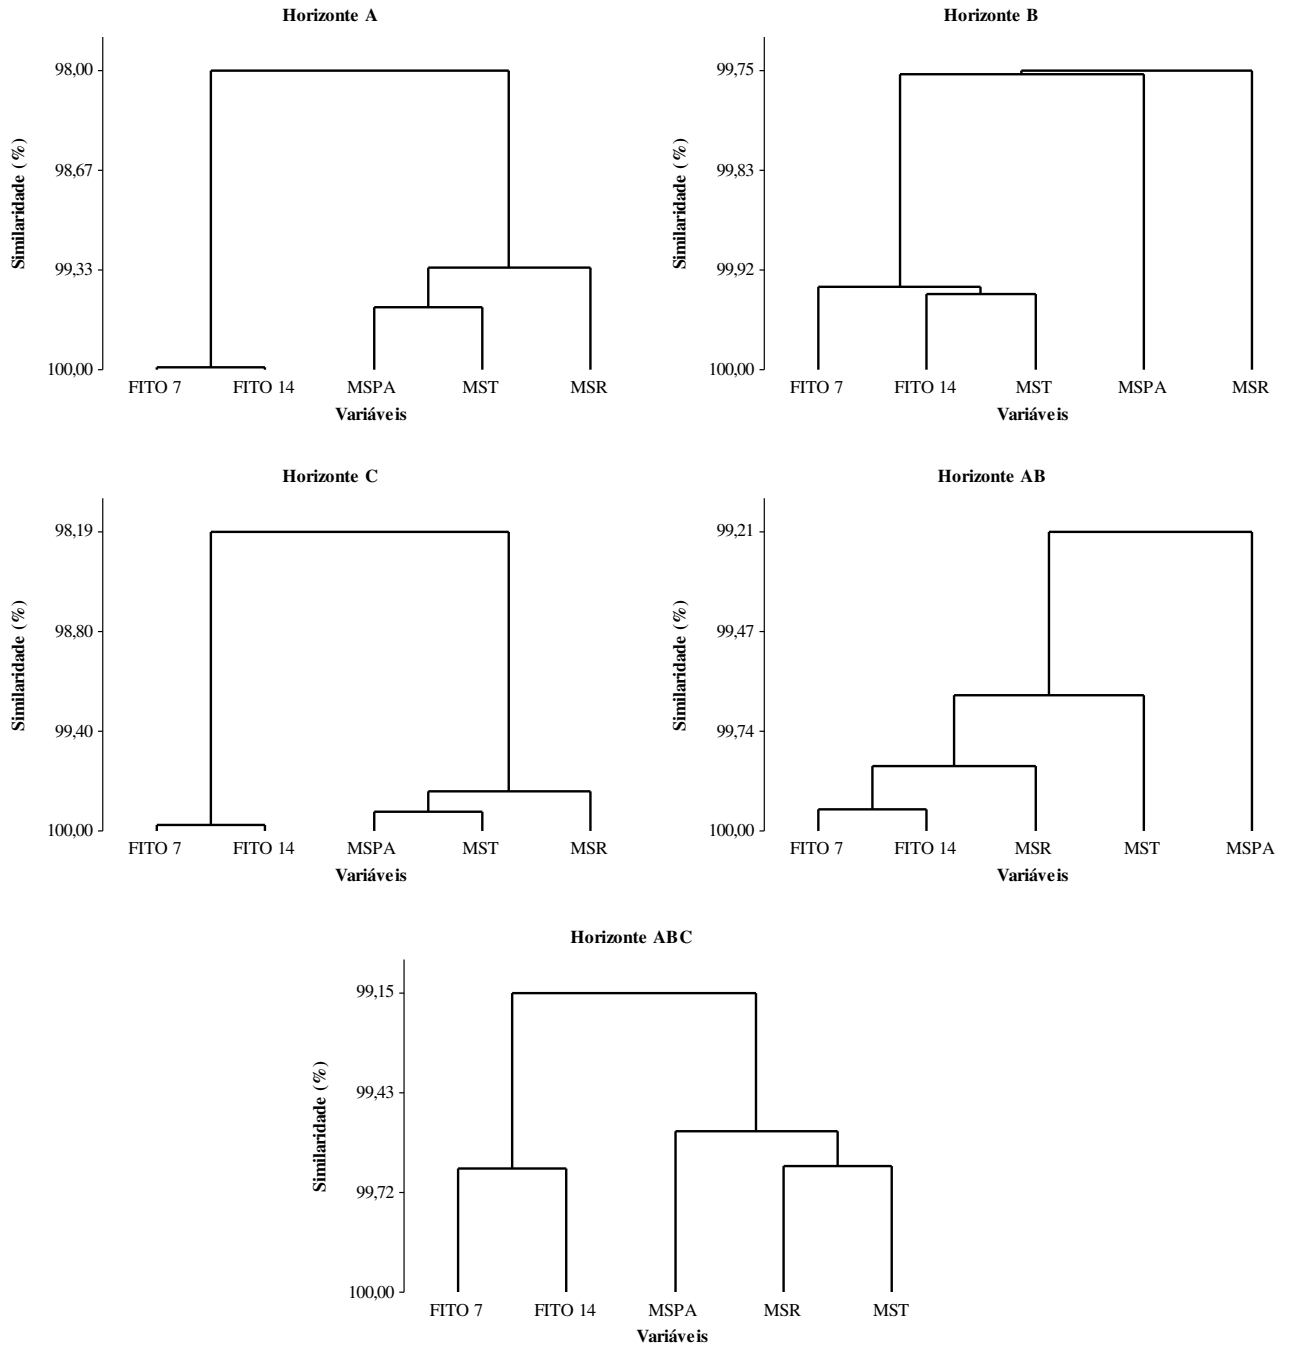 Horizonte A
Similaridade (%)
98,00
98,67
99,33
100,00
FITO 7 FITO 14 MSPA MST MSR
Variáveis
Horizonte B
Similaridade (%)
99,75
99,83
99,92
100,00
FITO 7 FITO 14 MST MSPA MSR
Variáveis
Horizonte C
Similaridade (%)
98,19
98,80
99,40
100,00
FITO 7 FITO 14 MSPA MST MSR
Variáveis
Horizonte AB
Similaridade (%)
99,21
99,47
99,74
100,00
FITO 7 FITO 14 MSR MST MSPA
Variáveis
Horizonte ABC
Similaridade (%)
99,15
99,43
99,72
100,00
FITO 7 FITO 14 MSPA MSR MST
Variáveis